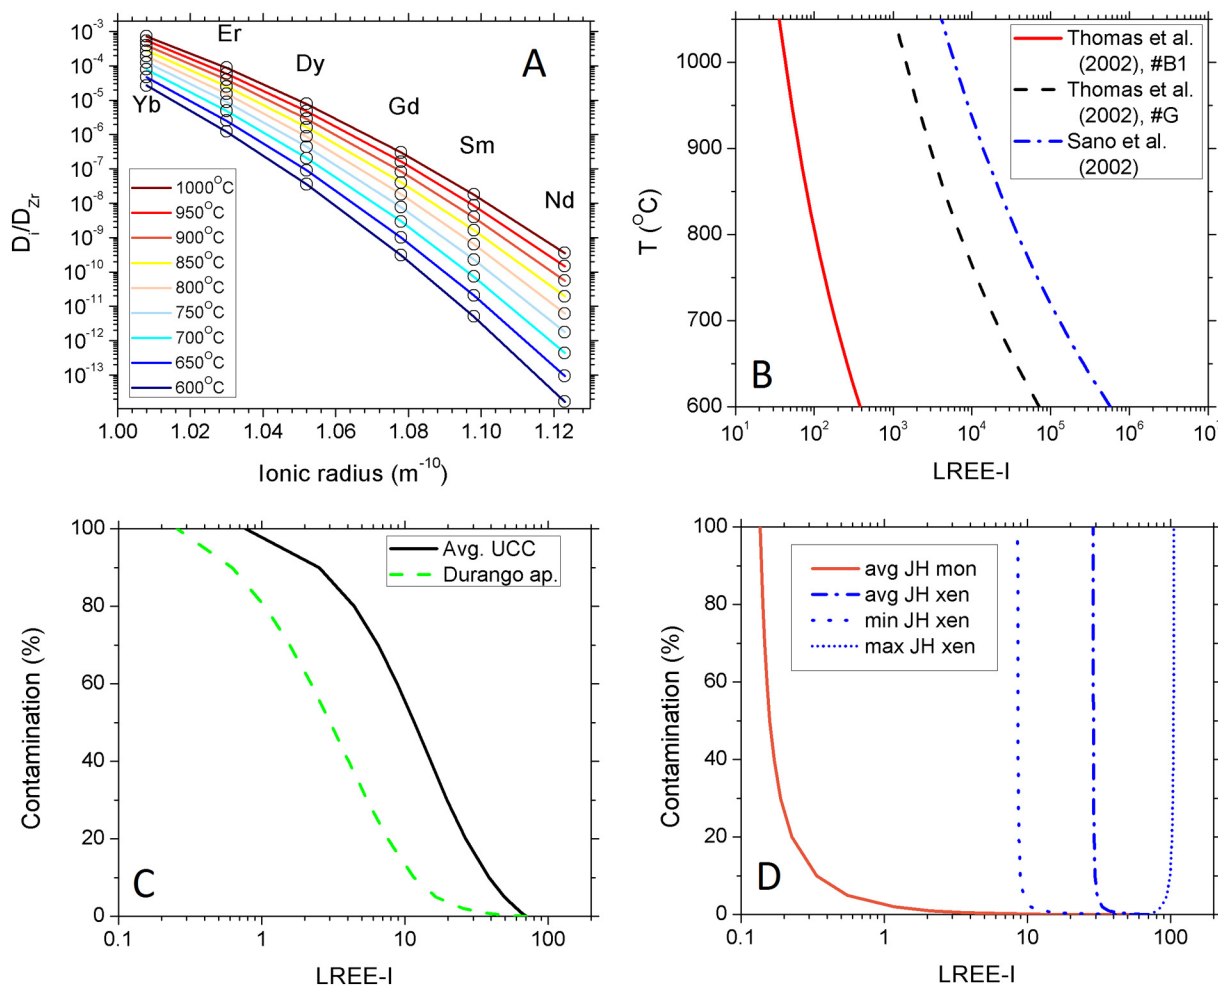 A
10⁻³
10⁻⁴
10⁻⁵
10⁻⁶
10⁻⁷
10⁻⁸
10⁻⁹
10⁻¹⁰
10⁻¹¹
10⁻¹²
10⁻¹³
Dᵢ/D_Zr
Yb
Er
Dy
Gd
Sm
Nd
1000°C
950°C
900°C
850°C
800°C
750°C
700°C
650°C
600°C
1.00 1.02 1.04 1.06 1.08 1.10 1.12
Ionic radius (m⁻¹⁰)
B
1000
900
800
700
600
T (°C)
Thomas et al.
(2002), #B1
Thomas et al.
(2002), #G
Sano et al.
(2002)
10¹ 10² 10³ 10⁴ 10⁵ 10⁶ 10⁷
LREE-I
C
100
80
60
40
20
0
Contamination (%)
Avg. UCC
Durango ap.
0.1 1 10 100
LREE-I
D
100
80
60
40
20
0
Contamination (%)
avg JH mon
avg JH xen
min JH xen
max JH xen
0.1 1 10 100
LREE-I